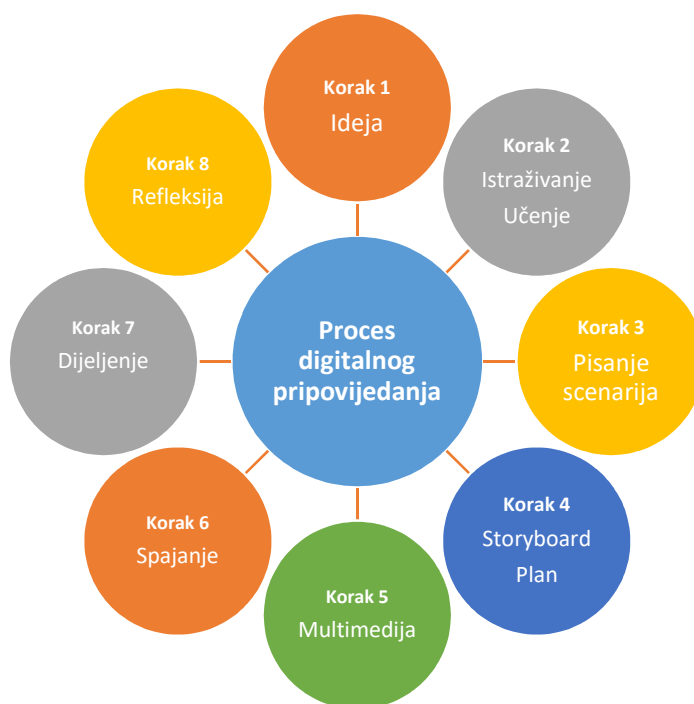 Korak 1
Ideja
Korak 2
Istraživanje
Učenje
Korak 3
Pisanje
scenarija
Korak 4
Storyboard
Plan
Korak 5
Multimedija
Korak 6
Spajanje
Korak 7
Dijeljenje
Korak 8
Refleksija
Proces
digitalnog
pripovijedanja